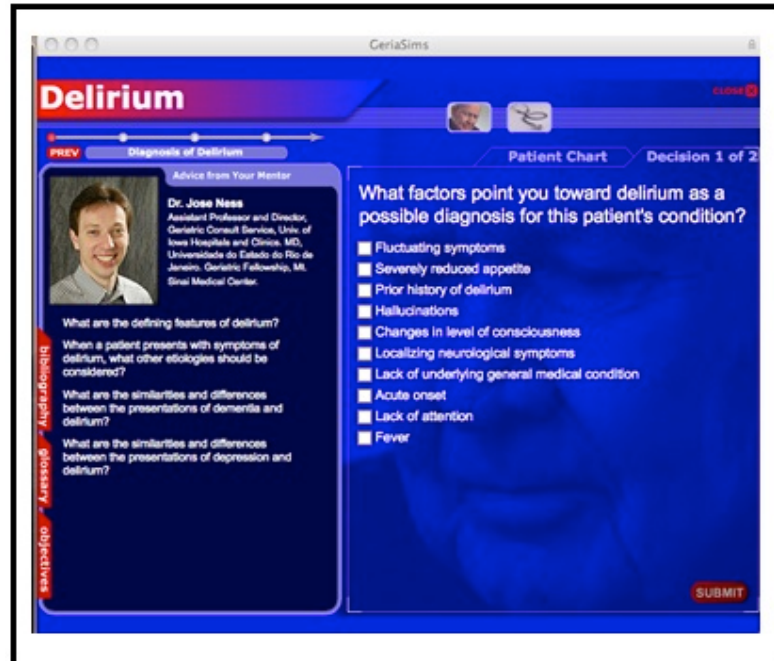 GeriaSims
Delirium
CLOSE X
PREV
Diagnosis of Delirium
Patient Chart
Decision 1 of 2
Advice from Your Mentor
Dr. Jose Ness
Assistant Professor and Director,
Geriatric Consult Service, Univ. of
Iowa Hospitals and Clinics. MD,
Universidade do Estado do Rio de
Janeiro. Geriatric Fellowship, Mt.
Sinai Medical Center.
What are the defining features of delirium?
When a patient presents with symptoms of
delirium, what other etiologies should be
considered?
What are the similarities and differences
between the presentations of dementia and
delirium?
What are the similarities and differences
between the presentations of depression and
delirium?
bibliography
glossary
objectives
What factors point you toward delirium as a
possible diagnosis for this patient's condition?
Fluctuating symptoms
Severely reduced appetite
Prior history of delirium
Hallucinations
Changes in level of consciousness
Localizing neurological symptoms
Lack of underlying general medical condition
Acute onset
Lack of attention
Fever
SUBMIT